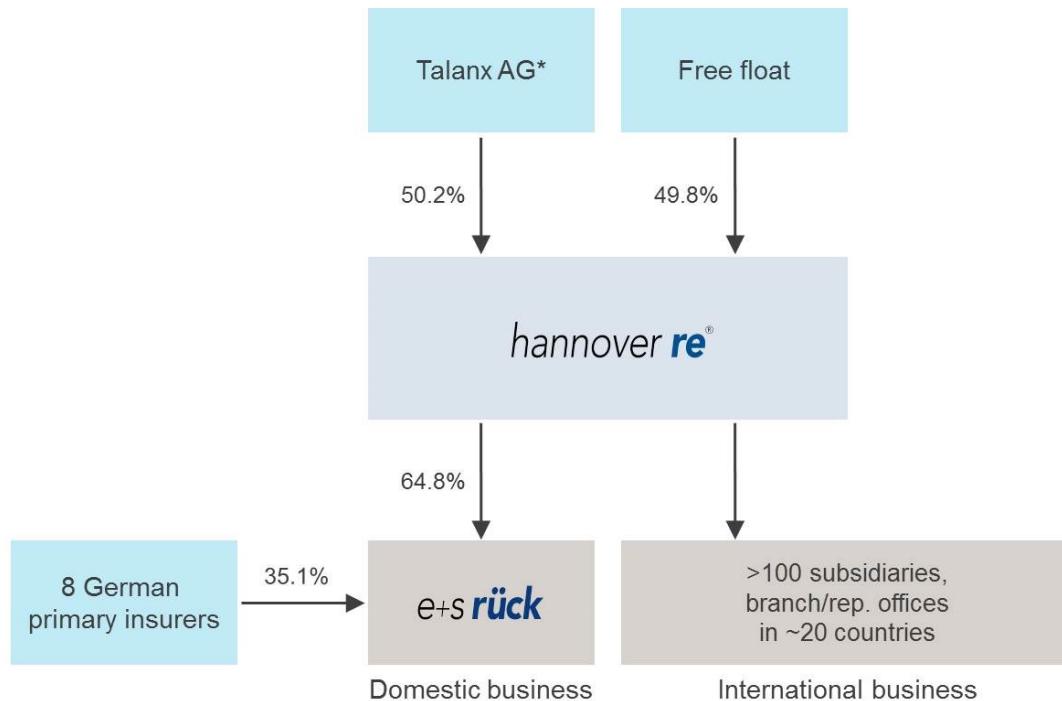 Talanx AG*
Free float
50.2%
49.8%
hannover re®
64.8%
8 German
primary insurers
35.1%
e+s rück
>100 subsidiaries,
branch/rep. offices
in ~20 countries
Domestic business
International business